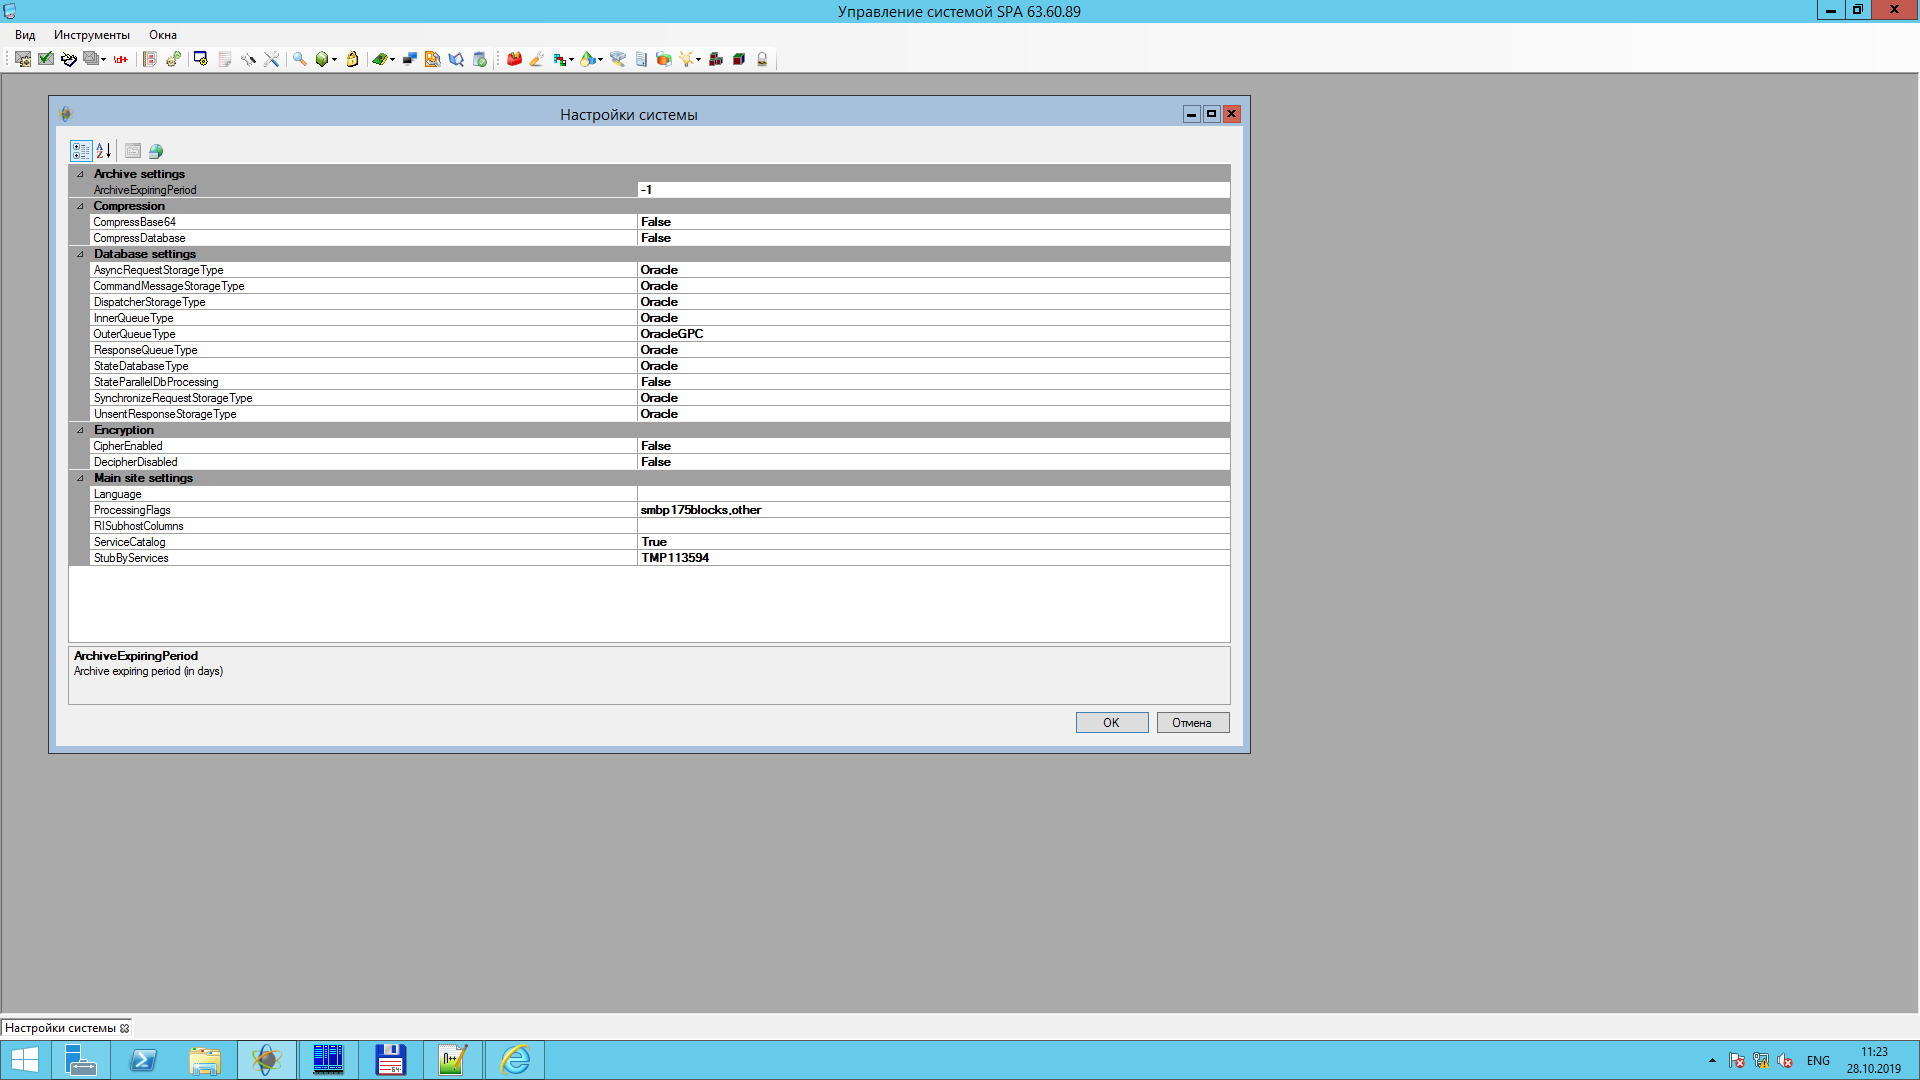 Управление системой SPA 63.60.89
Вид Инструменты Окна
\d+
Настройки системы
Archive settings
ArchiveExpiringPeriod -1
Compression
CompressBase64 False
CompressDatabase False
Database settings
AsyncRequestStorageType Oracle
CommandMessageStorageType Oracle
DispatcherStorageType Oracle
InnerQueueType Oracle
OuterQueueType OracleGPC
ResponseQueueType Oracle
StateDatabaseType Oracle
StateParallelDbProcessing False
SynchronizeRequestStorageType Oracle
UnsentResponseStorageType Oracle
Encryption
CipherEnabled False
DecipherDisabled False
Main site settings
Language
ProcessingFlags smbp175blocks,other
RISubhostColumns
ServiceCatalog True
StubByServices TMP113594
ArchiveExpiringPeriod
Archive expiring period (in days)
OK Отмена
Настройки системы
ENG
11:23
28.10.2019